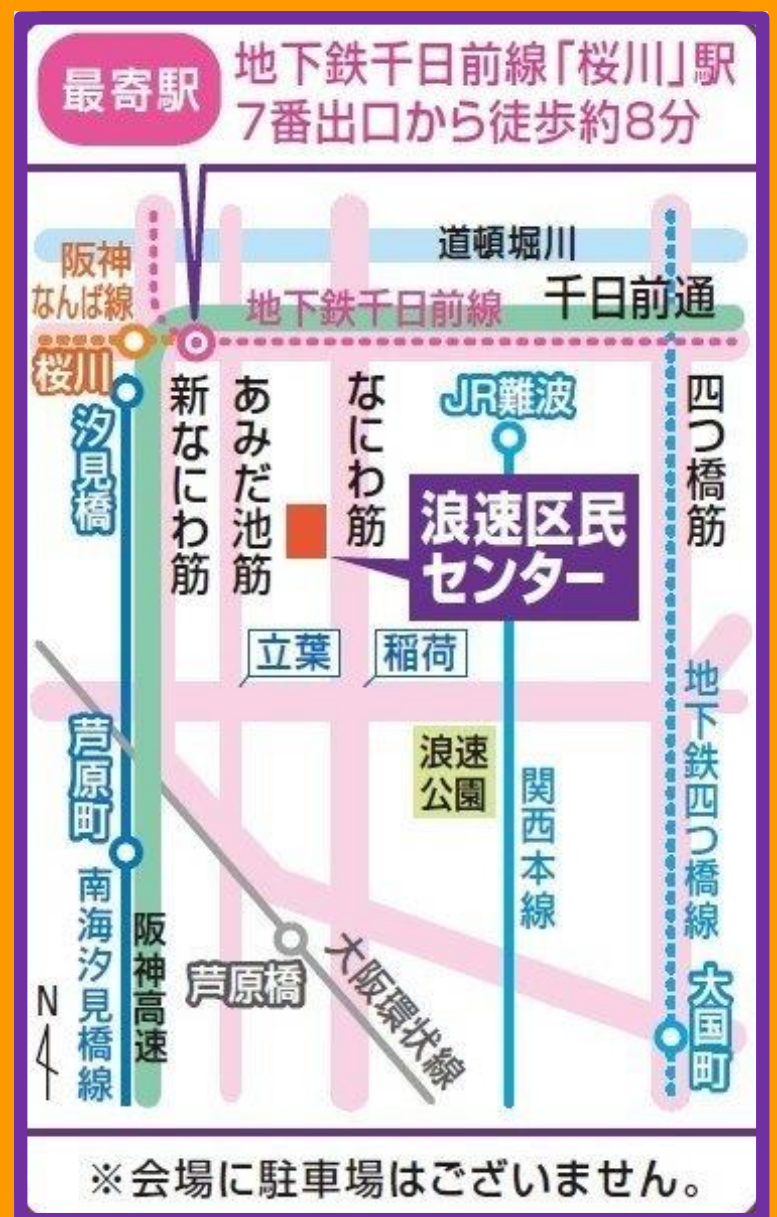 最寄駅
地下鉄千日前線「桜川」駅
7番出口から徒歩約8分
道頓堀川
阪神
なんば線
地下鉄千日前線
千日前通
桜川
汐見橋
新なにわ筋
あみだ池筋
なにわ筋
JR難波
四つ橋筋
浪速区民
センター
立葉
稲荷
芦原町
浪速
公園
関西本線
地下鉄四つ橋線
南海汐見橋線
阪神高速
芦原橋
大阪環状線
大国町
N
※会場に駐車場はございません。